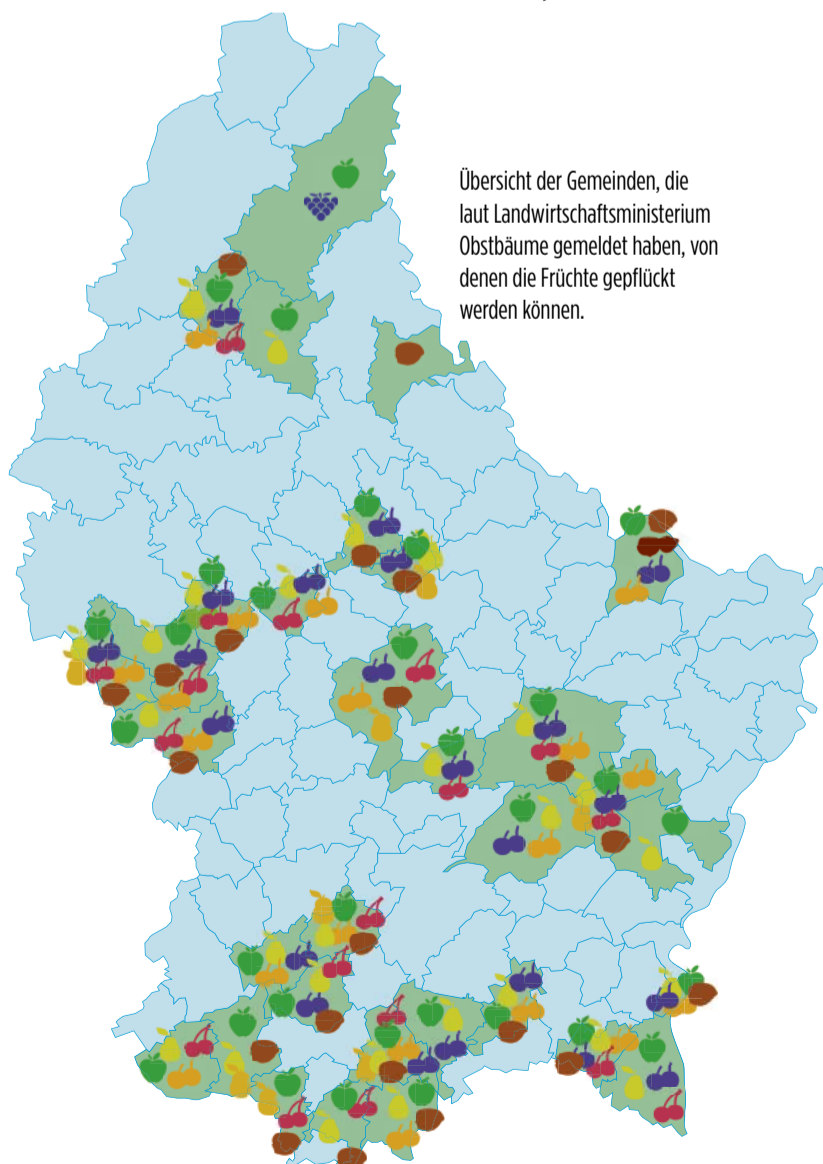 Übersicht der Gemeinden, die
laut Landwirtschaftsministerium
Obstbäume gemeldet haben, von
denen die Früchte gepflückt
werden können.